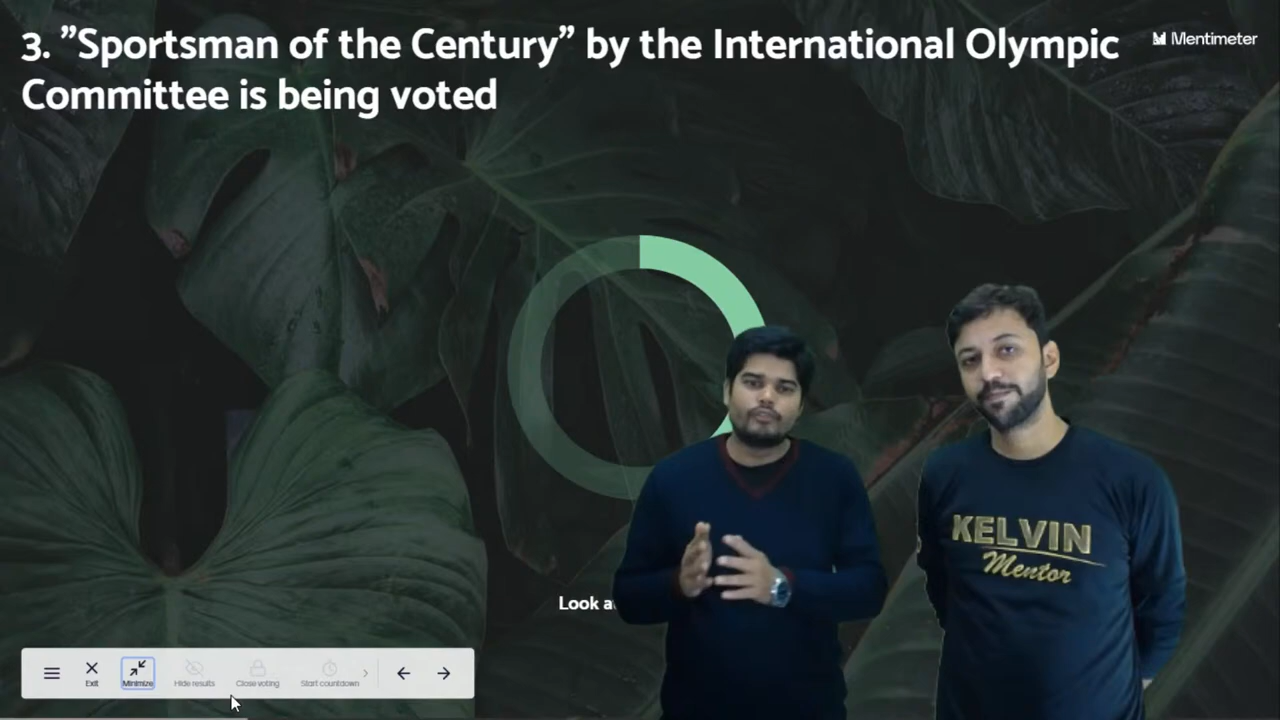 3. ”Sportsman of the Century” by the International Olympic
Committee is being voted
Mentimeter
KELVIN
Mentor
Look
Exit
Minimize
Hide results
Close voting
Start countdown